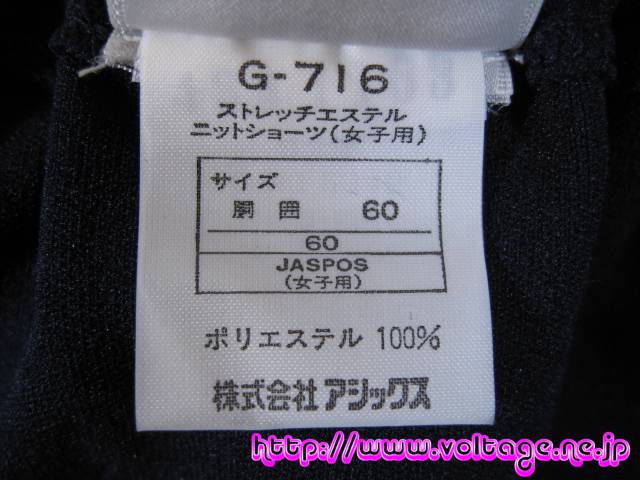 G-716
ストレッチエステル
ニットショーツ(女子用)
サイズ
胴囲 60
60
JASPOS
(女子用)
ポリエステル 100%
株式会社アシックス
http://www.voltage.ne.jp